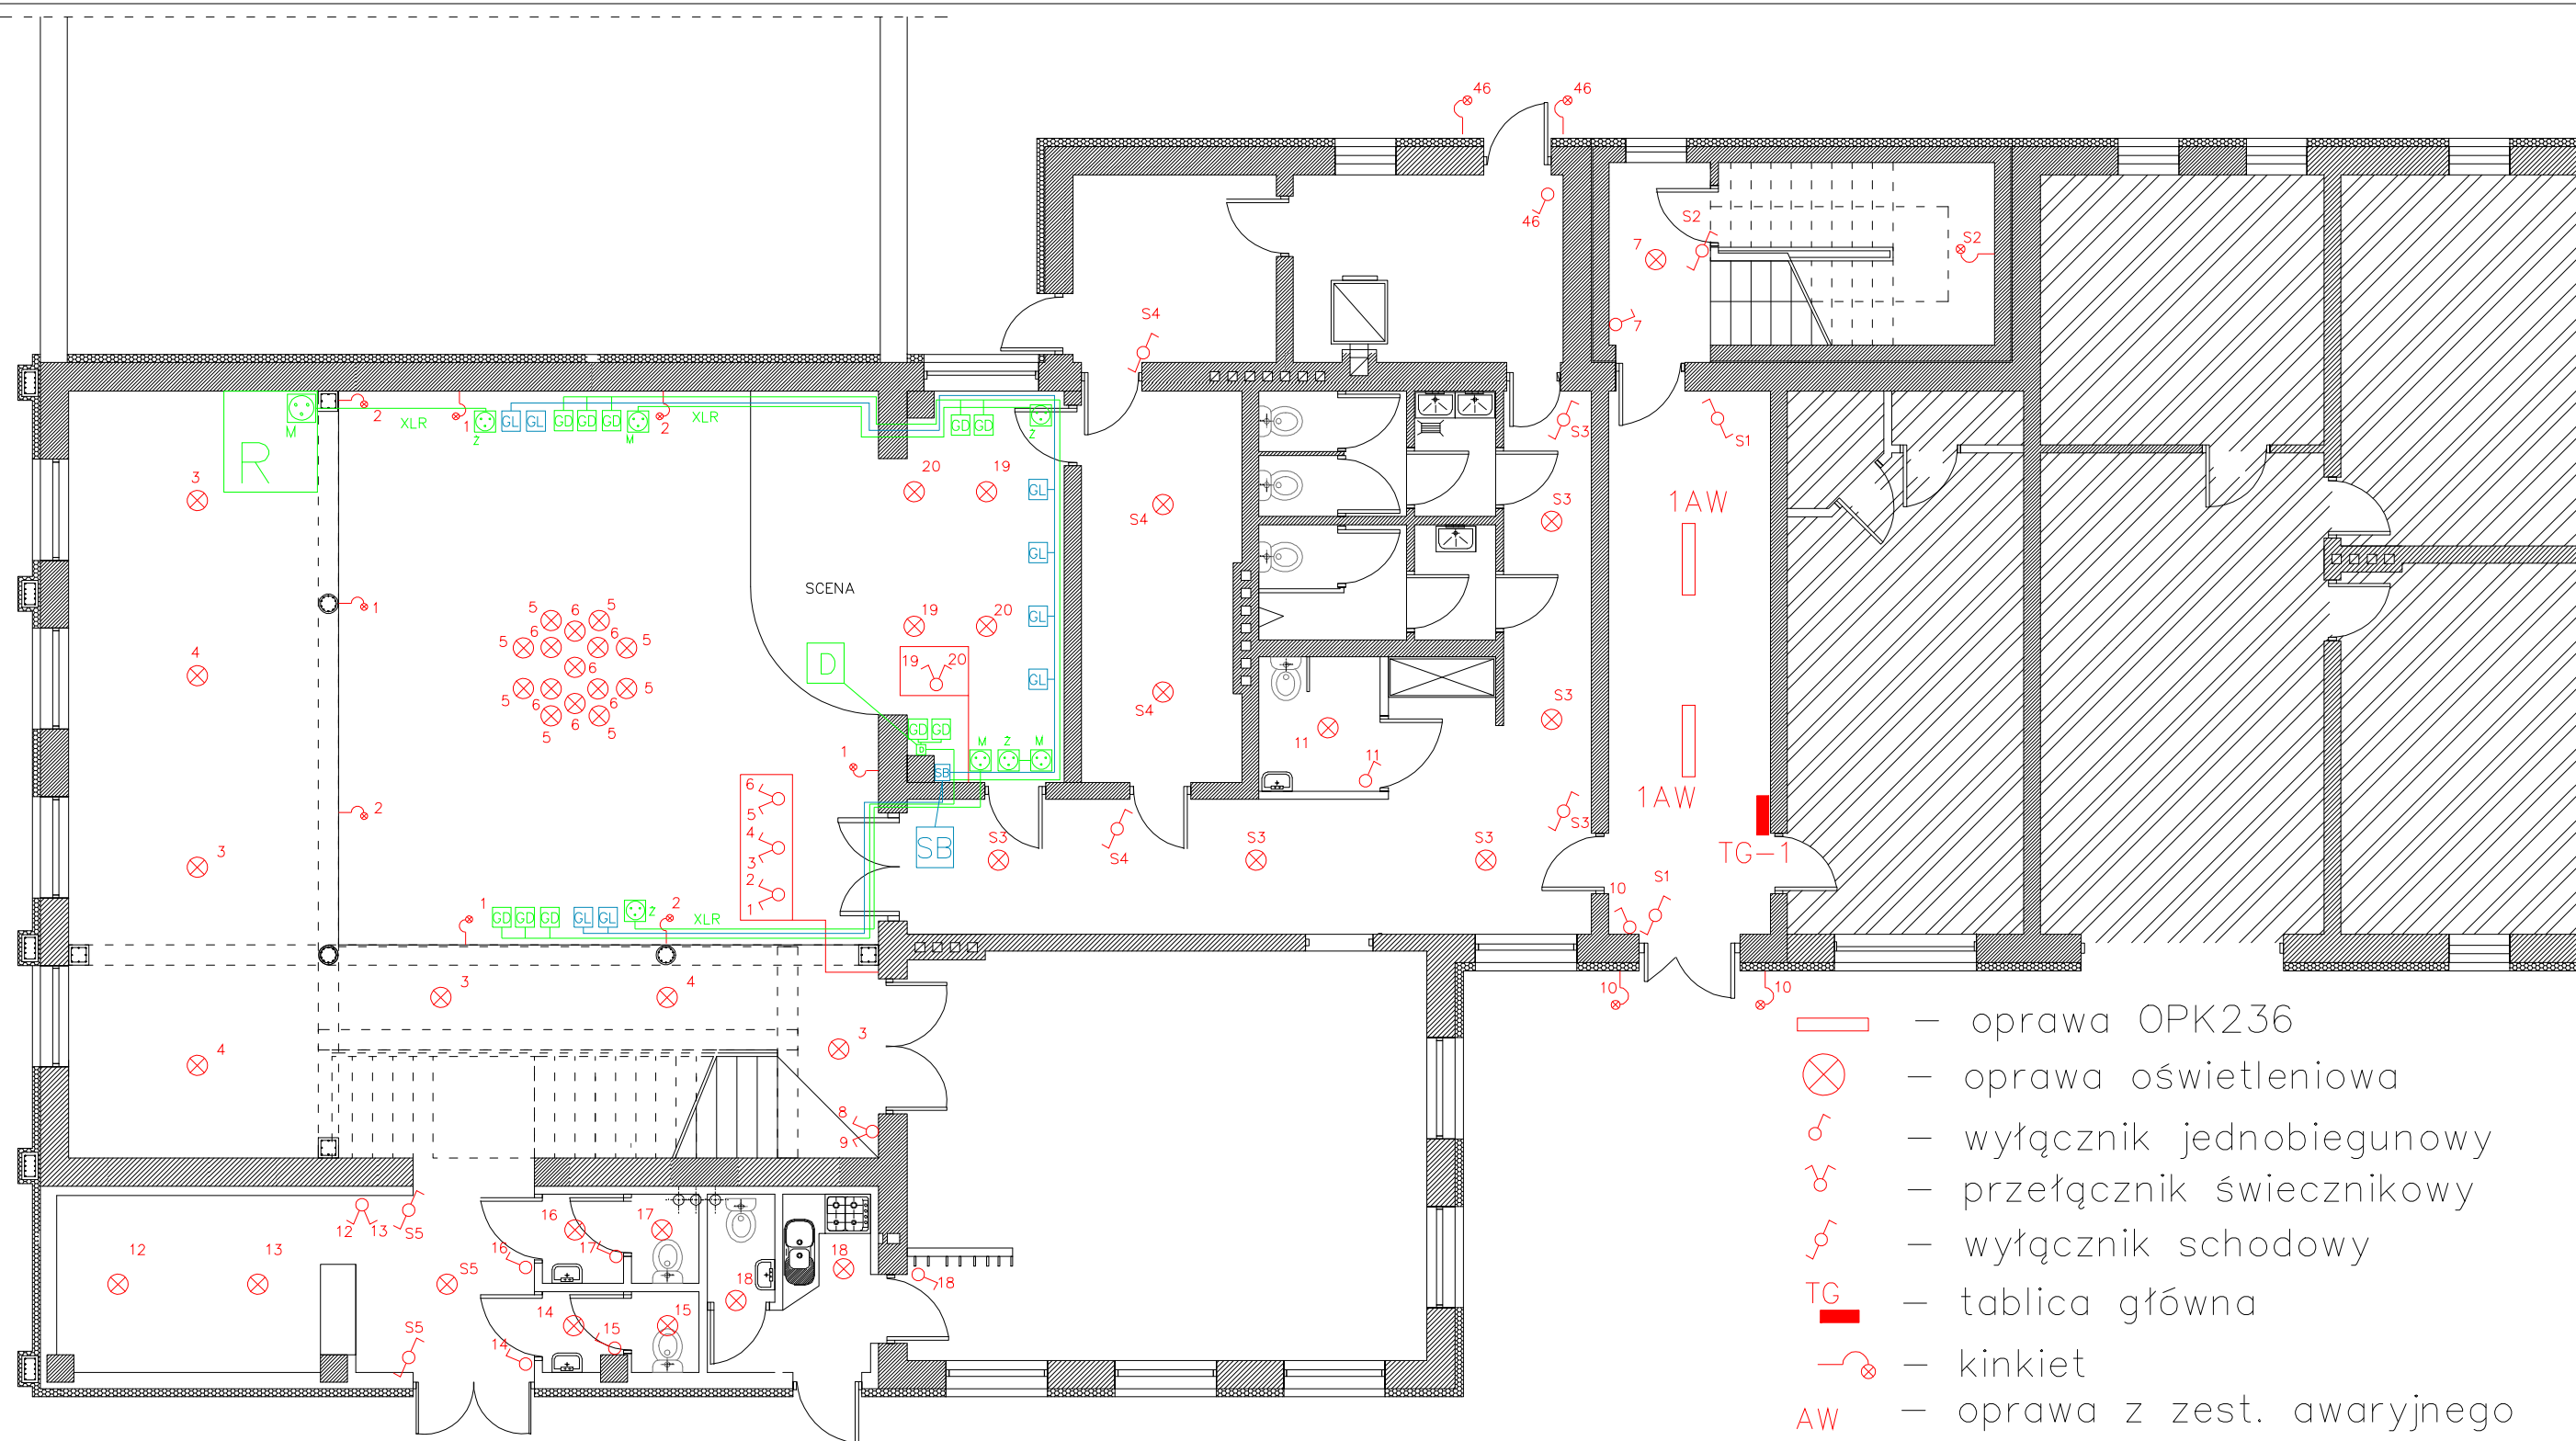 46 46
46
S2 S2
7
7
S4
2 1 2
XLR XLR
M Ż M Ż
GL GL GD GD GD GD GD
R
S3 S1
3 20 19
GL
1AW
S4 S3
GL
SCENA
1
5 6 5
5 6 6 5
6
5 6 6 5
5 6 5
19 20
GL
4
D
19 20
GL
S4 S3
GD GD
D
M Ż M
11
11
1
SB
1AW
2
6
5
4
3
2
1
S3
SB
TG-1
S3 S4 S3 S3
3
1 2
GD GD GD GL GL Ż XLR
10 S1
3 4
10 10
3
4
8
9
12 13 S5
16 17
12 13
16 17 18
S5
18 18
14 15
S5 14 15
— oprawa OPK236
— oprawa oświetleniowa
— wyłącznik jednobiegunowy
— przełącznik świecznikowy
— wyłącznik schodowy
TG — tablica główna
— kinkiet
AW — oprawa z zest. awaryjnego